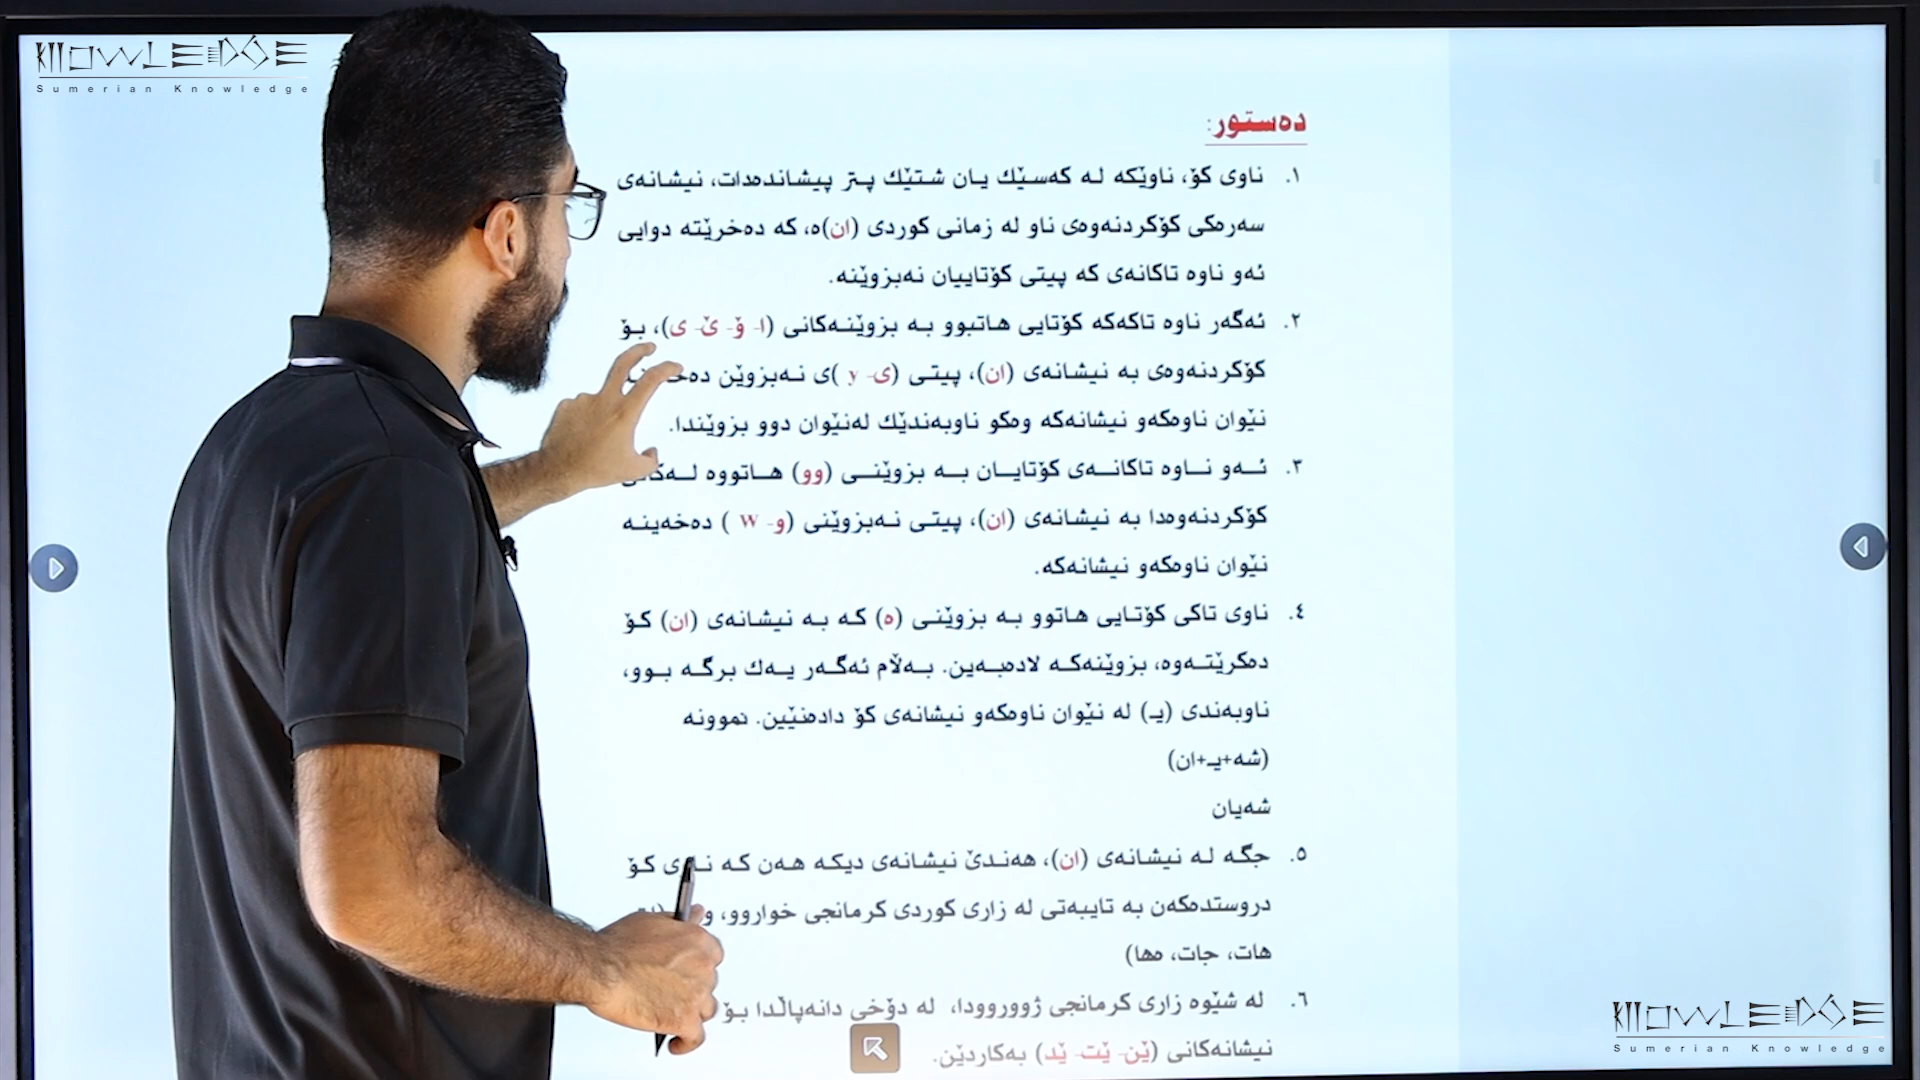 KNOWLEDGE
Sumerian Knowledge
دەستور:
١. ناوی کۆ، ناوێکە لە کەسێك یان شتێك پتر پیشاندەدات، نیشانەی
سەرەکی کۆکردنەوەی ناو لە زمانی کوردی (ان)ە، کە دەخرێتە دوایی
ئەو ناوە تاکانەی کە پیتی کۆتاییان نەبزوێنە.
٢. ئەگەر ناوە تاکەکە کۆتایی هاتبوو بە بزوێنەکانی (ا- ۆ- ێ- ی)، بۆ
کۆکردنەوەی بە نیشانەی (ان)، پیتی (ی- y )ی نەبزوێن
نێوان ناوەکەو نیشانەکە وەکو ناوبەندێك لەنێوان دوو بزوێندا.
٣. ئەو ناوە تاکانەی کۆتایان بە بزوێنی (وو) هاتووە
کۆکردنەوەدا بە نیشانەی (ان)، پیتی نەبزوێنی (و- W ) دەخەینە
نێوان ناوەکەو نیشانەکە.
٤. ناوی تاکی کۆتایی هاتوو بە بزوێنی (ە) کە بە نیشانەی (ان) کۆ
دەکرێتەوە، بزوێنەکە لادەبەین. بەڵام ئەگەر یەك برگە بوو،
ناوبەندی (یـ) لە نێوان ناوەکەو نیشانەی کۆ دادەنێین. نموونە
(شە+یـ+ان)
شەیان
٥. جگە لە نیشانەی (ان)، هەندێ نیشانەی دیکە هەن کە کۆ
دروستدەکەن بە تایبەتی لە زاری کوردی کرمانجی خواروو،
هات، جات، ەها)
٦. لە شێوە زاری کرمانجی ژووروودا، لە دۆخی دانەپاڵدا بۆ
نیشانەکانی (ێن- ێت- ێد) بەکاردێن.
KNOWLEDGE
Sumerian Knowledge